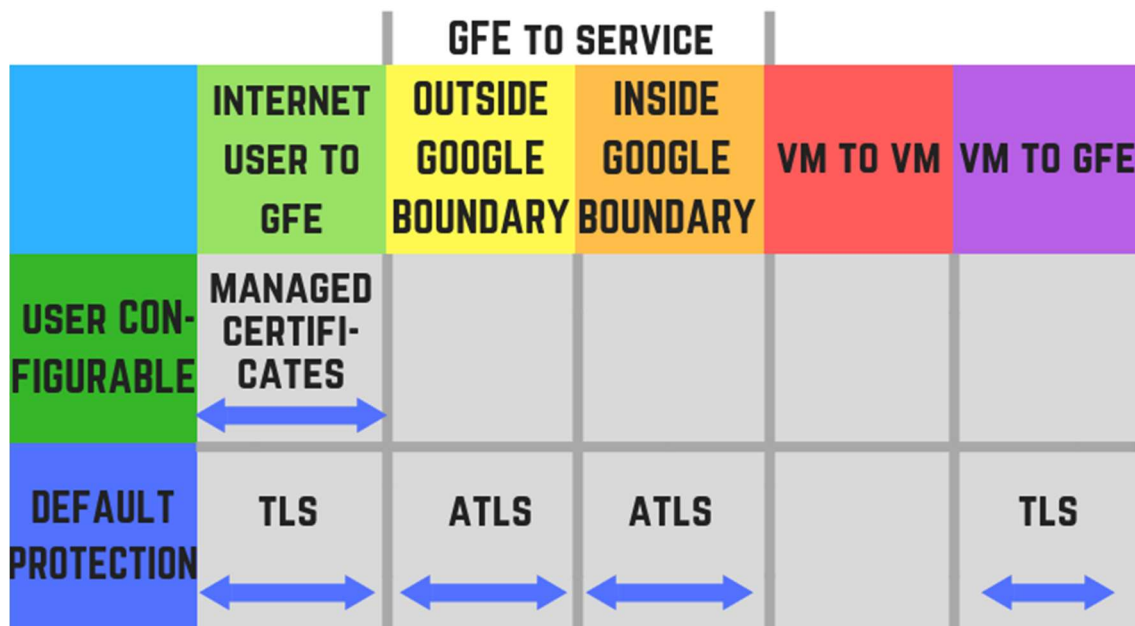 GFE TO SERVICE
INTERNET
USER TO
GFE
OUTSIDE
GOOGLE
BOUNDARY
INSIDE
GOOGLE
BOUNDARY
VM TO VM
VM TO GFE
USER CON-
FIGURABLE
MANAGED
CERTIFI-
CATES
DEFAULT
PROTECTION
TLS
ATLS
ATLS
TLS